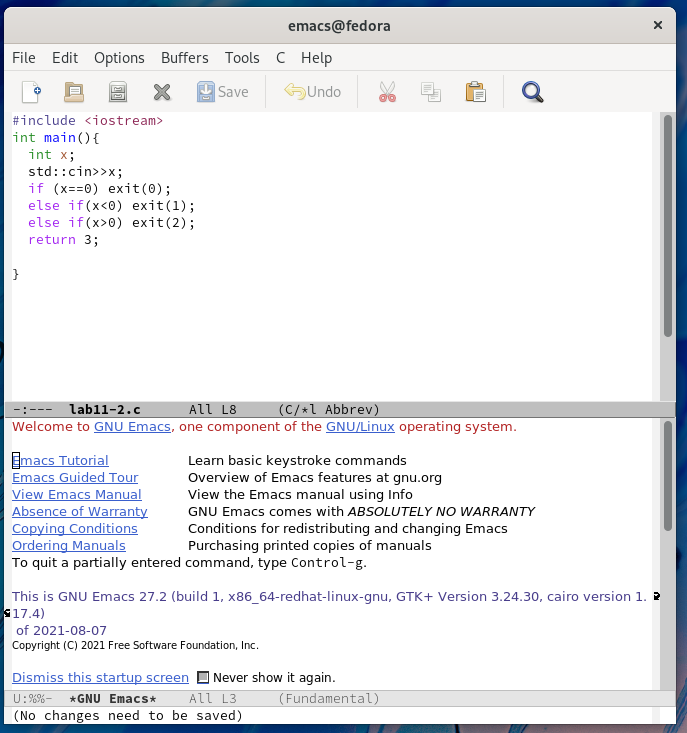 emacs@fedora
File Edit Options Buffers Tools C Help
Save Undo
#include <iostream>
int main(){
  int x;
  std::cin>>x;
  if (x==0) exit(0);
  else if(x<0) exit(1);
  else if(x>0) exit(2);
  return 3;
}
-:--- lab11-2.c All L8 (C/*l Abbrev)
Welcome to GNU Emacs, one component of the GNU/Linux operating system.
Emacs Tutorial Learn basic keystroke commands
Emacs Guided Tour Overview of Emacs features at gnu.org
View Emacs Manual View the Emacs manual using Info
Absence of Warranty GNU Emacs comes with ABSOLUTELY NO WARRANTY
Copying Conditions Conditions for redistributing and changing Emacs
Ordering Manuals Purchasing printed copies of manuals
To quit a partially entered command, type Control-g.
This is GNU Emacs 27.2 (build 1, x86_64-redhat-linux-gnu, GTK+ Version 3.24.30, cairo version 1.
17.4)
of 2021-08-07
Copyright (C) 2021 Free Software Foundation, Inc.
Dismiss this startup screen Never show it again.
U:%%- *GNU Emacs* All L3 (Fundamental)
(No changes need to be saved)